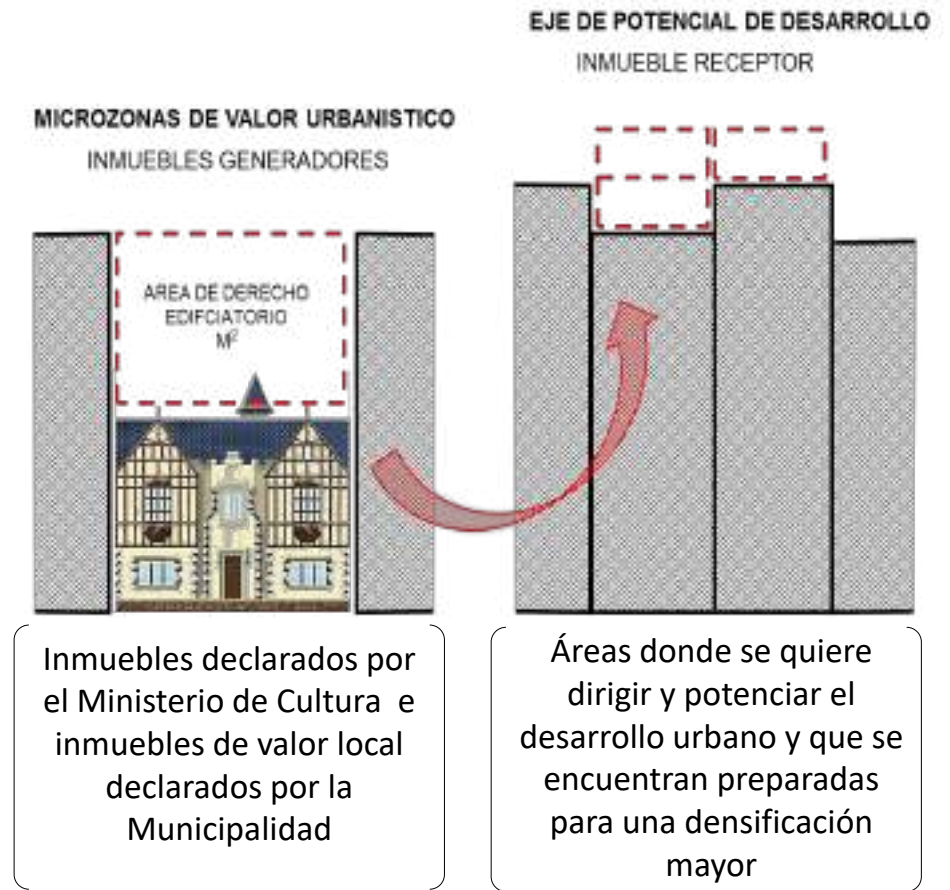 EJE DE POTENCIAL DE DESARROLLO
INMUEBLE RECEPTOR
MICROZONAS DE VALOR URBANISTICO
INMUEBLES GENERADORES
AREA DE DERECHO
EDIFCIATORIO
M²
Inmuebles declarados por
el Ministerio de Cultura e
inmuebles de valor local
declarados por la
Municipalidad
Áreas donde se quiere
dirigir y potenciar el
desarrollo urbano y que se
encuentran preparadas
para una densificación
mayor